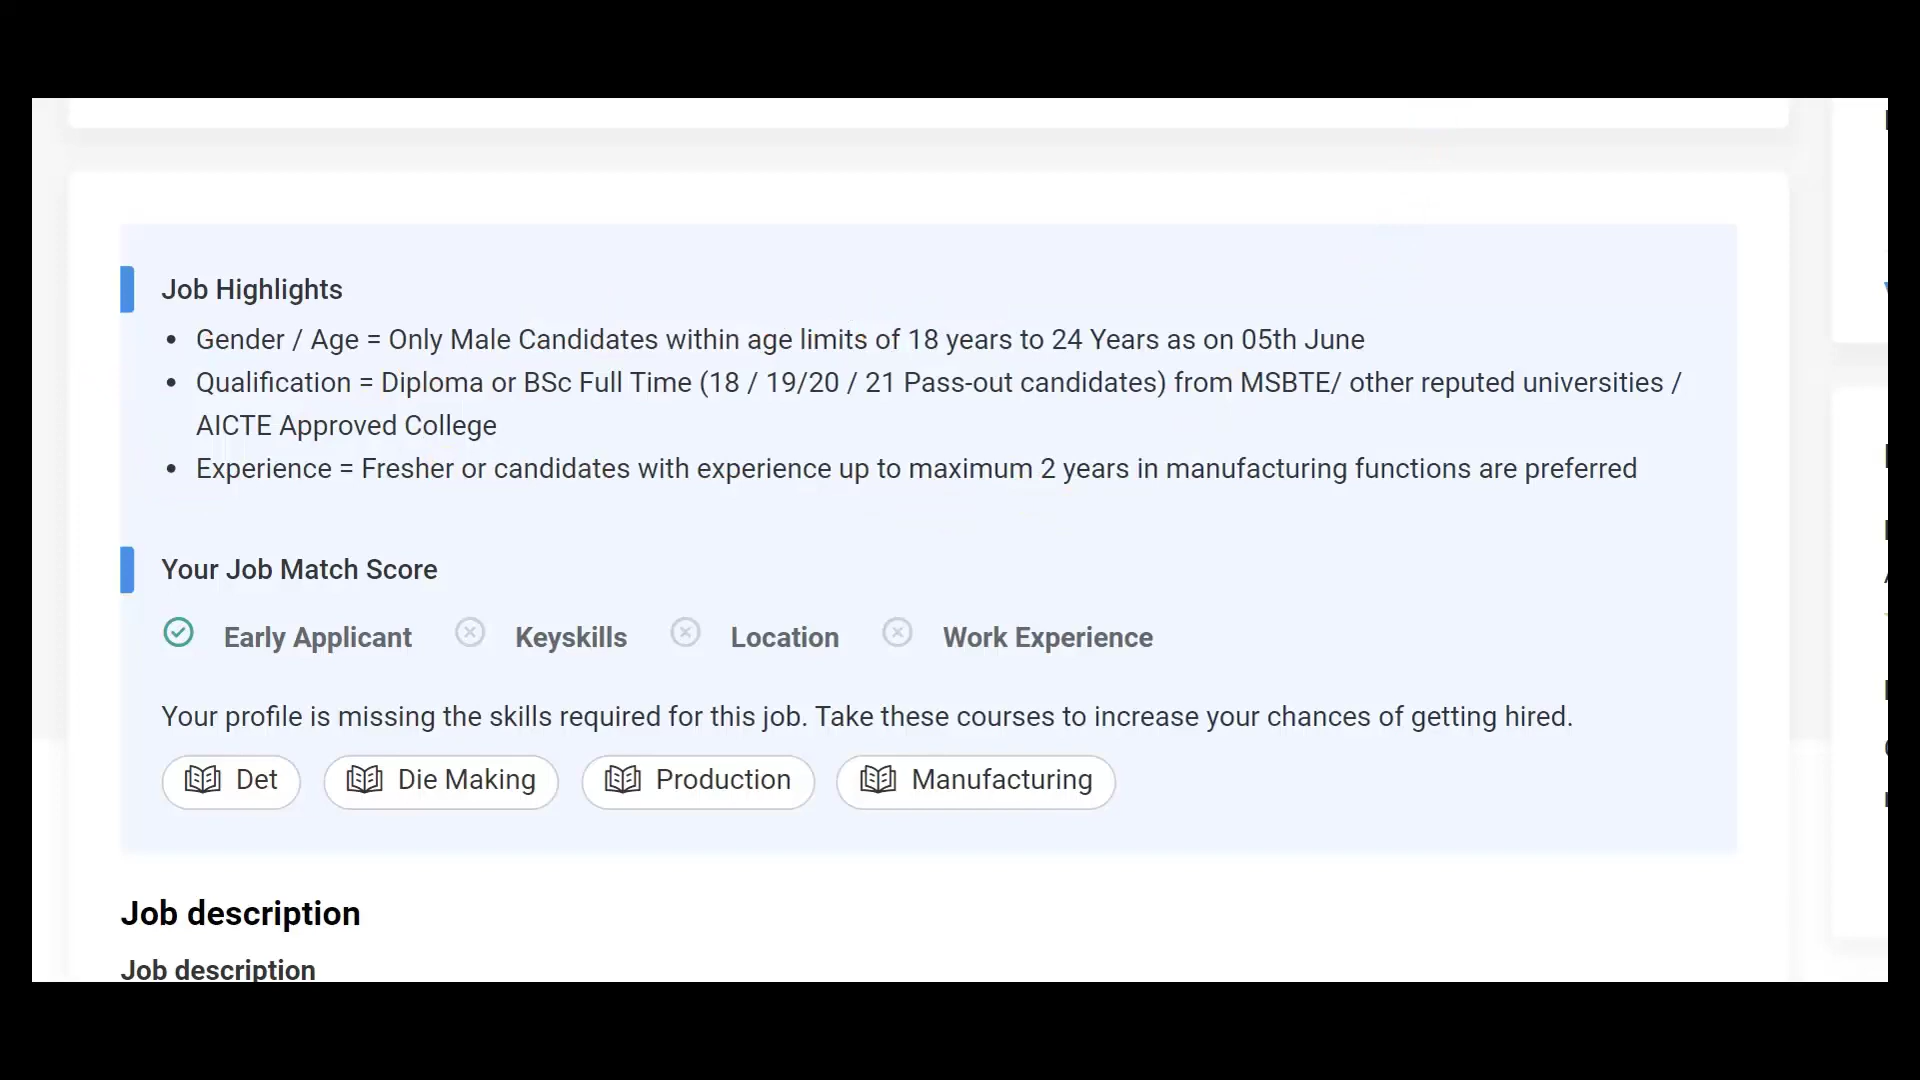 Job Highlights
• Gender / Age = Only Male Candidates within age limits of 18 years to 24 Years as on 05th June
• Qualification = Diploma or BSc Full Time (18 / 19/20 / 21 Pass-out candidates) from MSBTE/ other reputed universities /
AICTE Approved College
• Experience = Fresher or candidates with experience up to maximum 2 years in manufacturing functions are preferred
Your Job Match Score
Early Applicant Keyskills Location Work Experience
Your profile is missing the skills required for this job. Take these courses to increase your chances of getting hired.
Det Die Making Production Manufacturing
Job description
Job description